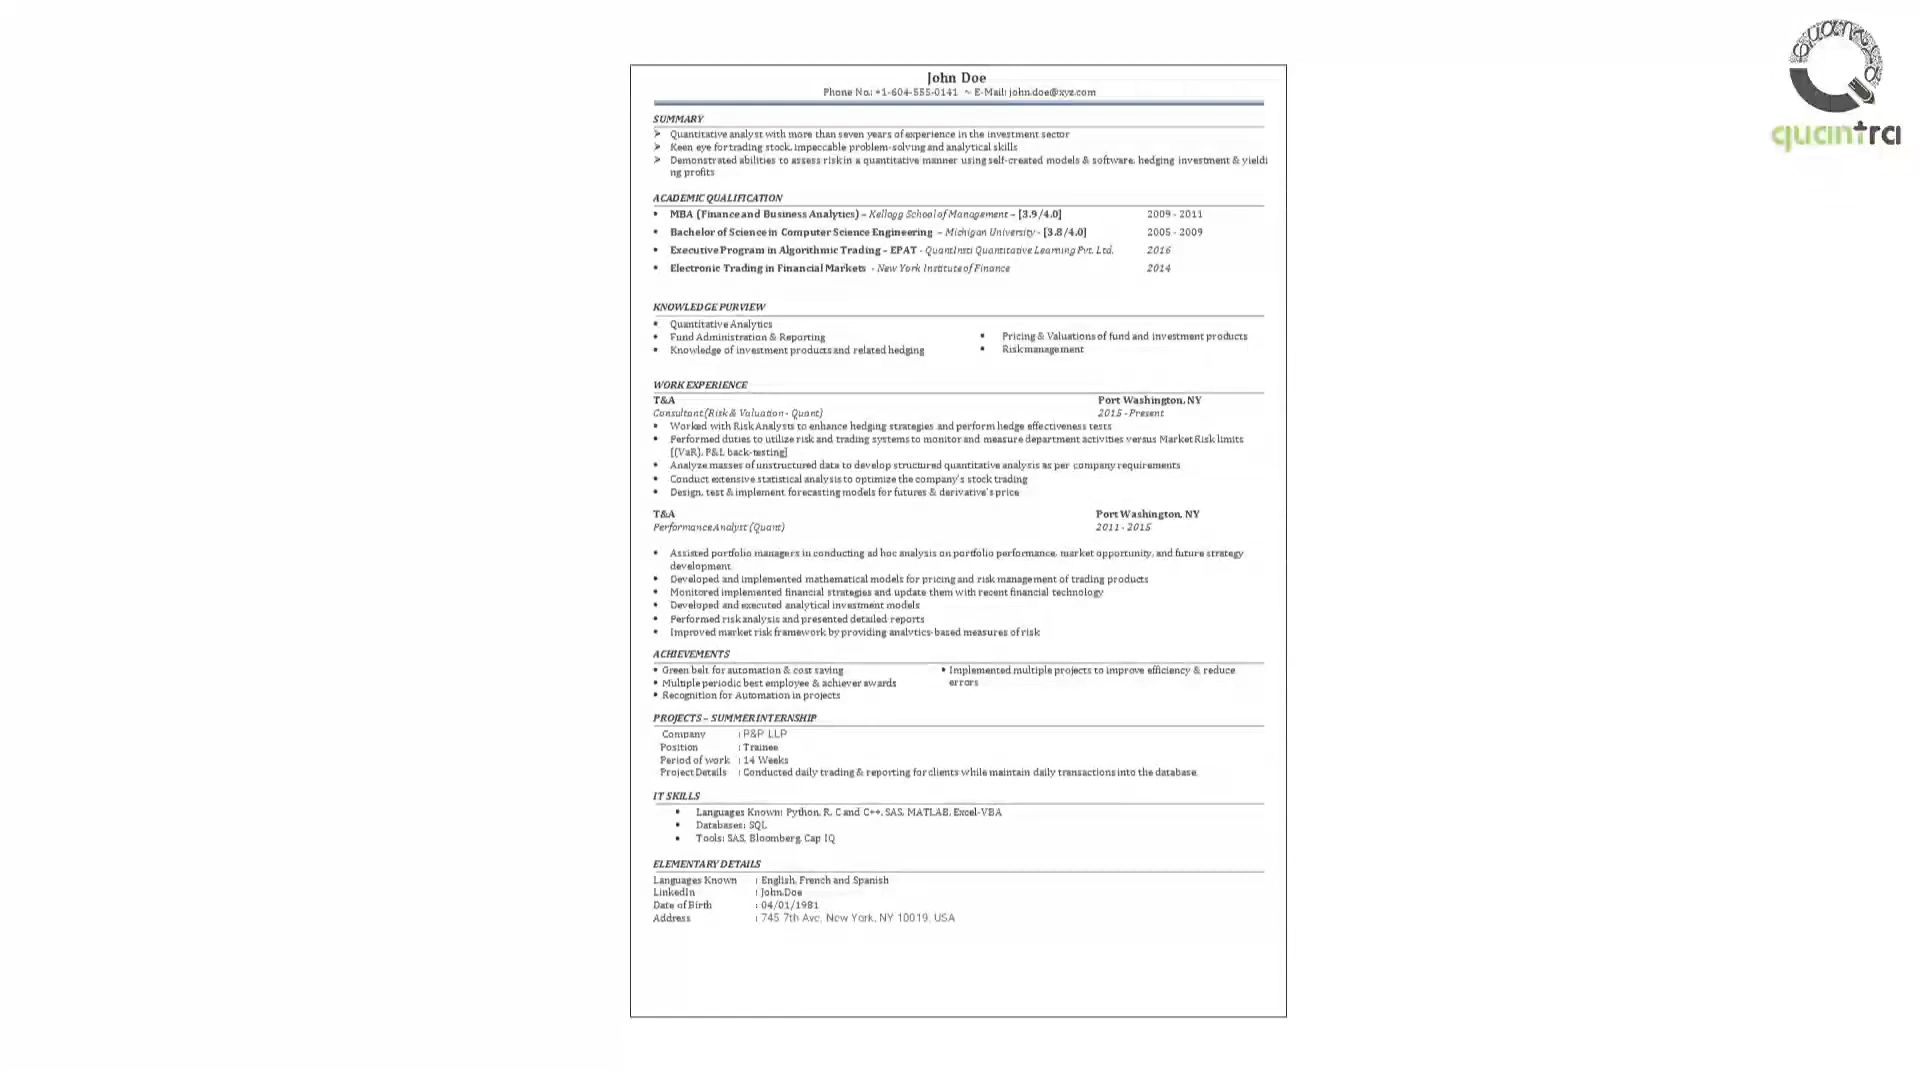 John Doe
Phone No.: +1-604-555-0141 ~ E-Mail: john.doe@xyz.com
SUMMARY
➢ Quantitative analyst with more than seven years of experience in the investment sector
➢ Keen eye for trading stock, impeccable problem-solving and analytical skills
➢ Demonstrated abilities to assess risk in a quantitative manner using self-created models & software, hedging investment & yieldi
ng profits
ACADEMIC QUALIFICATION
• MBA (Finance and Business Analytics) – Kellogg School of Management – [3.9/4.0] 2009 - 2011
• Bachelor of Science in Computer Science Engineering – Michigan University - [3.8/4.0] 2005 - 2009
• Executive Program in Algorithmic Trading – EPAT - QuantInsti Quantitative Learning Pvt. Ltd. 2016
• Electronic Trading in Financial Markets - New York Institute of Finance 2014
KNOWLEDGE PURVIEW
• Quantitative Analytics
• Fund Administration & Reporting
• Knowledge of investment products and related hedging
• Pricing & Valuations of fund and investment products
• Risk management
WORK EXPERIENCE
T&A Port Washington, NY
Consultant (Risk & Valuation - Quant) 2015 - Present
• Worked with Risk Analysts to enhance hedging strategies and perform hedge effectiveness tests
• Performed duties to utilize risk and trading systems to monitor and measure department activities versus Market Risk limits
[(VaR), P&L back-testing]
• Analyze masses of unstructured data to develop structured quantitative analysis as per company requirements
• Conduct extensive statistical analysis to optimize the company's stock trading
• Design, test & implement forecasting models for futures & derivative's price
T&A Port Washington, NY
Performance Analyst (Quant) 2011 - 2015
• Assisted portfolio managers in conducting ad hoc analysis on portfolio performance, market opportunity, and future strategy
development.
• Developed and implemented mathematical models for pricing and risk management of trading products
• Monitored implemented financial strategies and update them with recent financial technology
• Developed and executed analytical investment models
• Performed risk analysis and presented detailed reports
• Improved market risk framework by providing analytics-based measures of risk
ACHIEVEMENTS
• Green belt for automation & cost saving
• Multiple periodic best employee & achiever awards
• Recognition for Automation in projects
• Implemented multiple projects to improve efficiency & reduce
errors
PROJECTS – SUMMER INTERNSHIP
Company : P&P LLP
Position : Trainee
Period of work : 14 Weeks
Project Details : Conducted daily trading & reporting for clients while maintain daily transactions into the database.
IT SKILLS
• Languages Known: Python, R, C and C++, SAS, MATLAB, Excel-VBA
• Databases: SQL
• Tools: SAS, Bloomberg, Cap IQ
ELEMENTARY DETAILS
Languages Known : English, French and Spanish
LinkedIn : John.Doe
Date of Birth : 04/01/1981
Address : 745 7th Ave, New York, NY 10019, USA
quantra